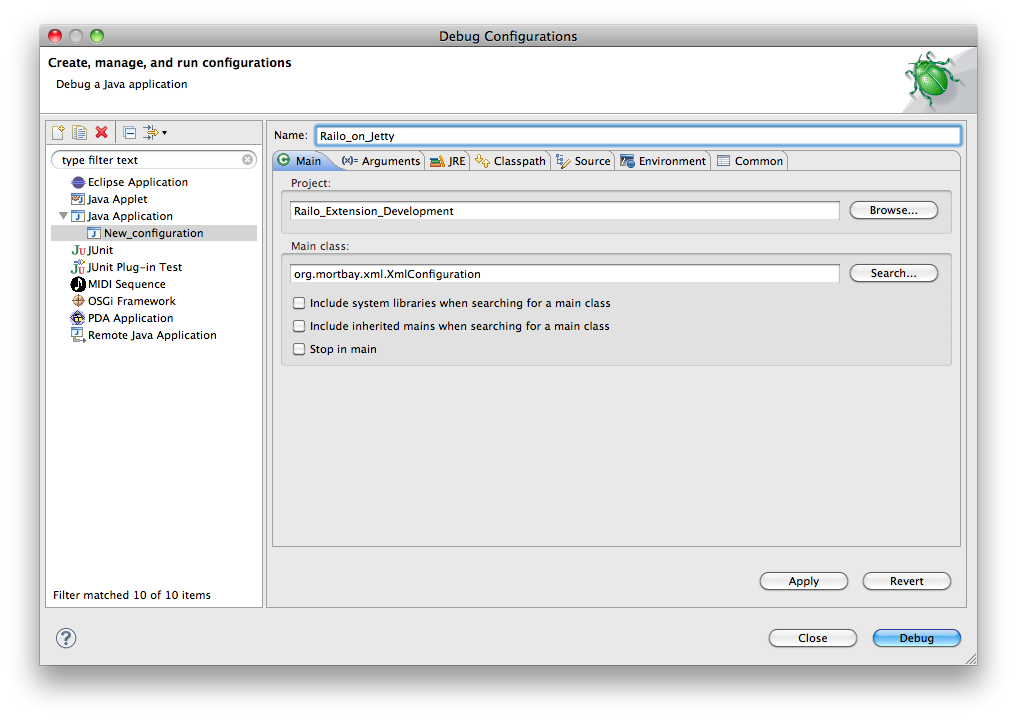 Debug Configurations
Create, manage, and run configurations
Debug a Java application
type filter text
Eclipse Application
Java Applet
Java Application
New_configuration
JUnit
JUnit Plug-in Test
MIDI Sequence
OSGi Framework
PDA Application
Remote Java Application
Filter matched 10 of 10 items
Name: Railo_on_Jetty
Main (x)= Arguments JRE Classpath Source Environment Common
Project:
Railo_Extension_Development Browse...
Main class:
org.mortbay.xml.XmlConfiguration Search...
Include system libraries when searching for a main class
Include inherited mains when searching for a main class
Stop in main
Apply Revert
? Close Debug